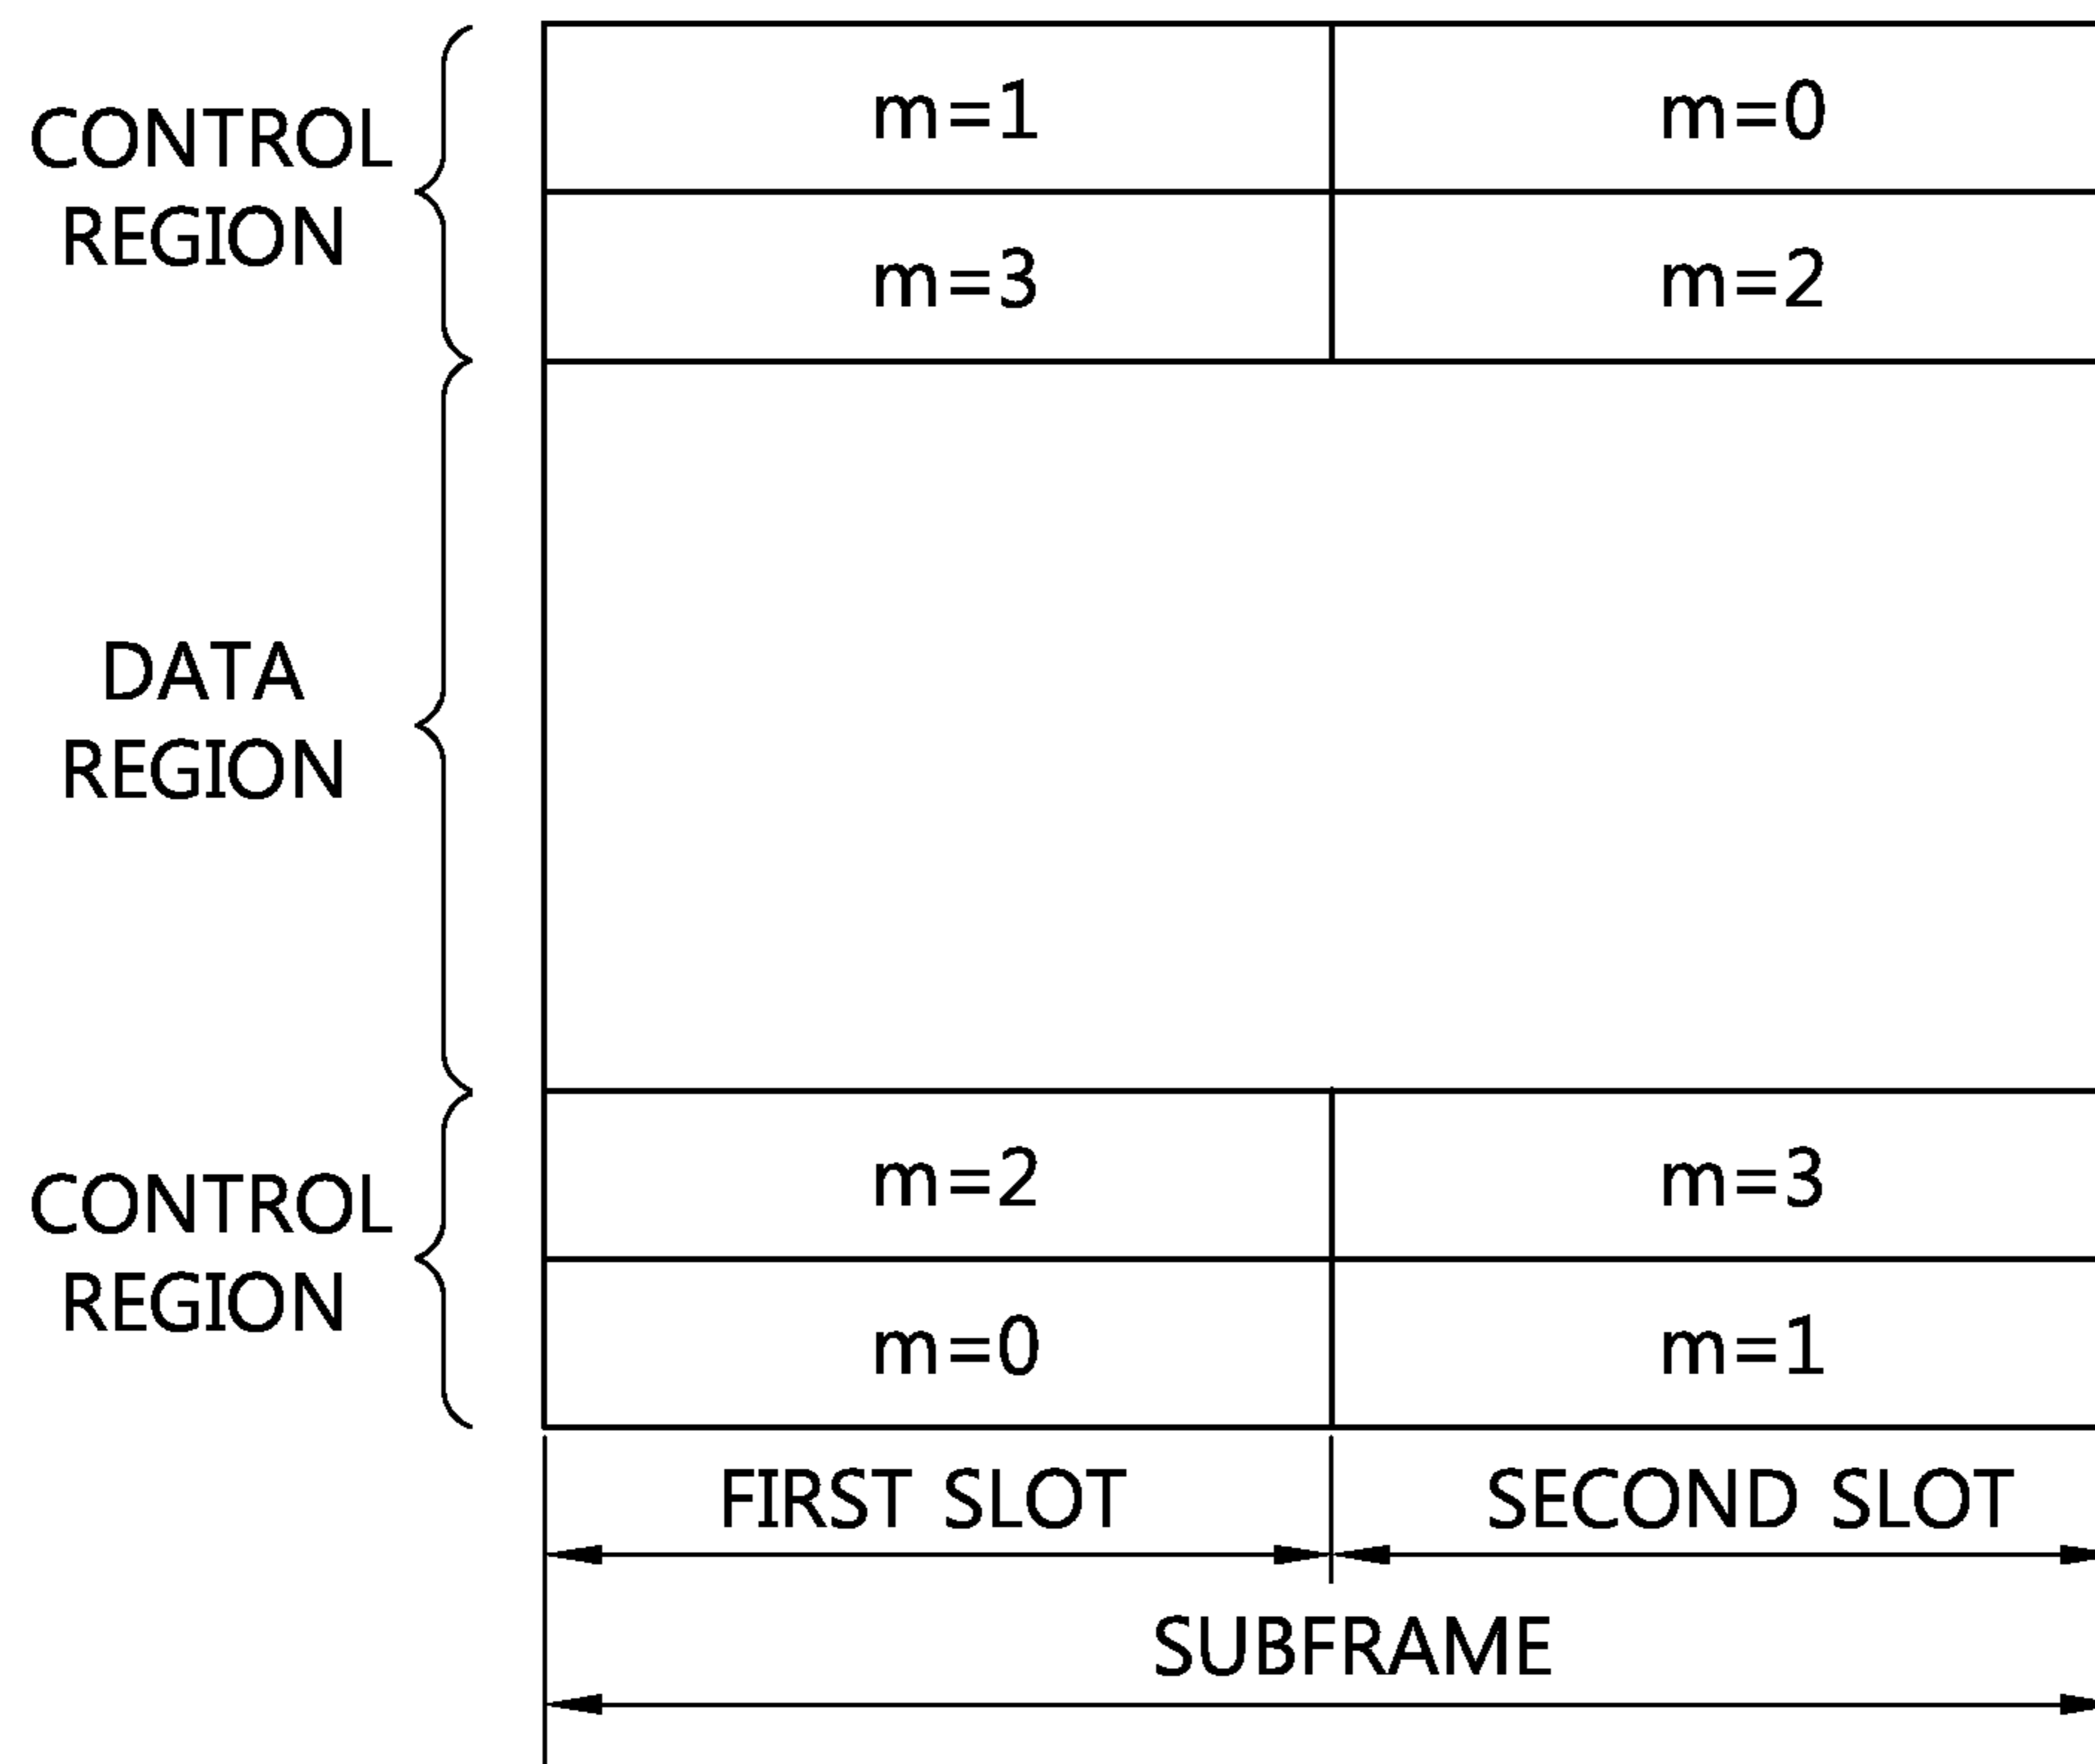 CONTROL
REGION
m=1 m=0
m=3 m=2
DATA
REGION
CONTROL
REGION
m=2 m=3
m=0 m=1
FIRST SLOT SECOND SLOT
SUBFRAME